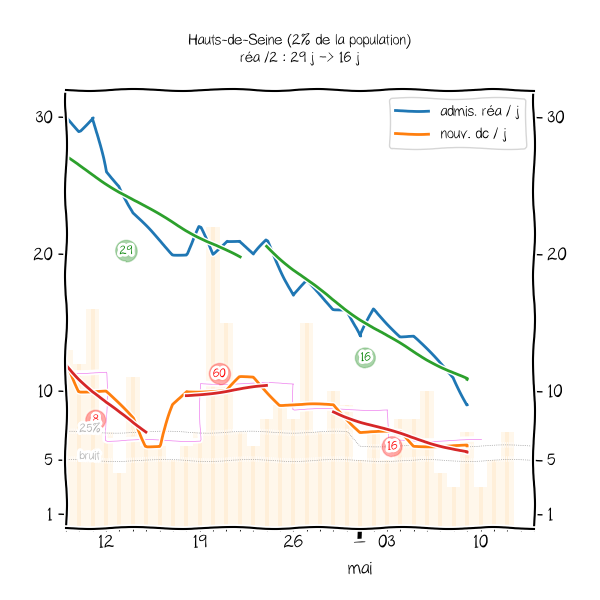 Hauts-de-Seine (2% de la population)
réa /2 : 29 j -> 16 j
admis. réa / j
nouv. dc / j
30 30
20 20
10 10
5 5
1 1
29
16
60
8
16
25%
bruit
12 19 26 03 10
mai